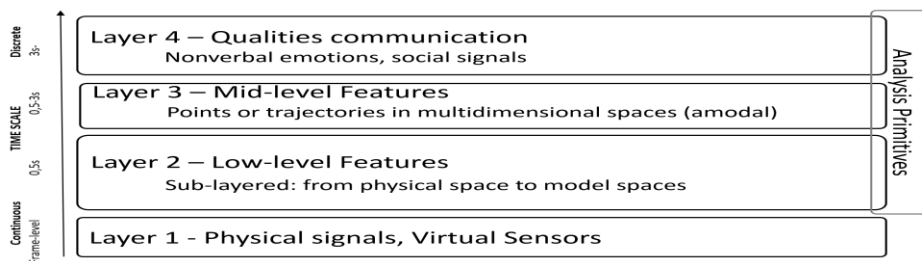 Layer 4 – Qualities communication
Nonverbal emotions, social signals
Layer 3 – Mid-level Features
Points or trajectories in multidimensional spaces (amodal)
Layer 2 – Low-level Features
Sub-layered: from physical space to model spaces
Layer 1 - Physical signals, Virtual Sensors
Analysis Primitives
Discrete
3s-
TIME SCALE
0,5-3s
0,5s
Continuous